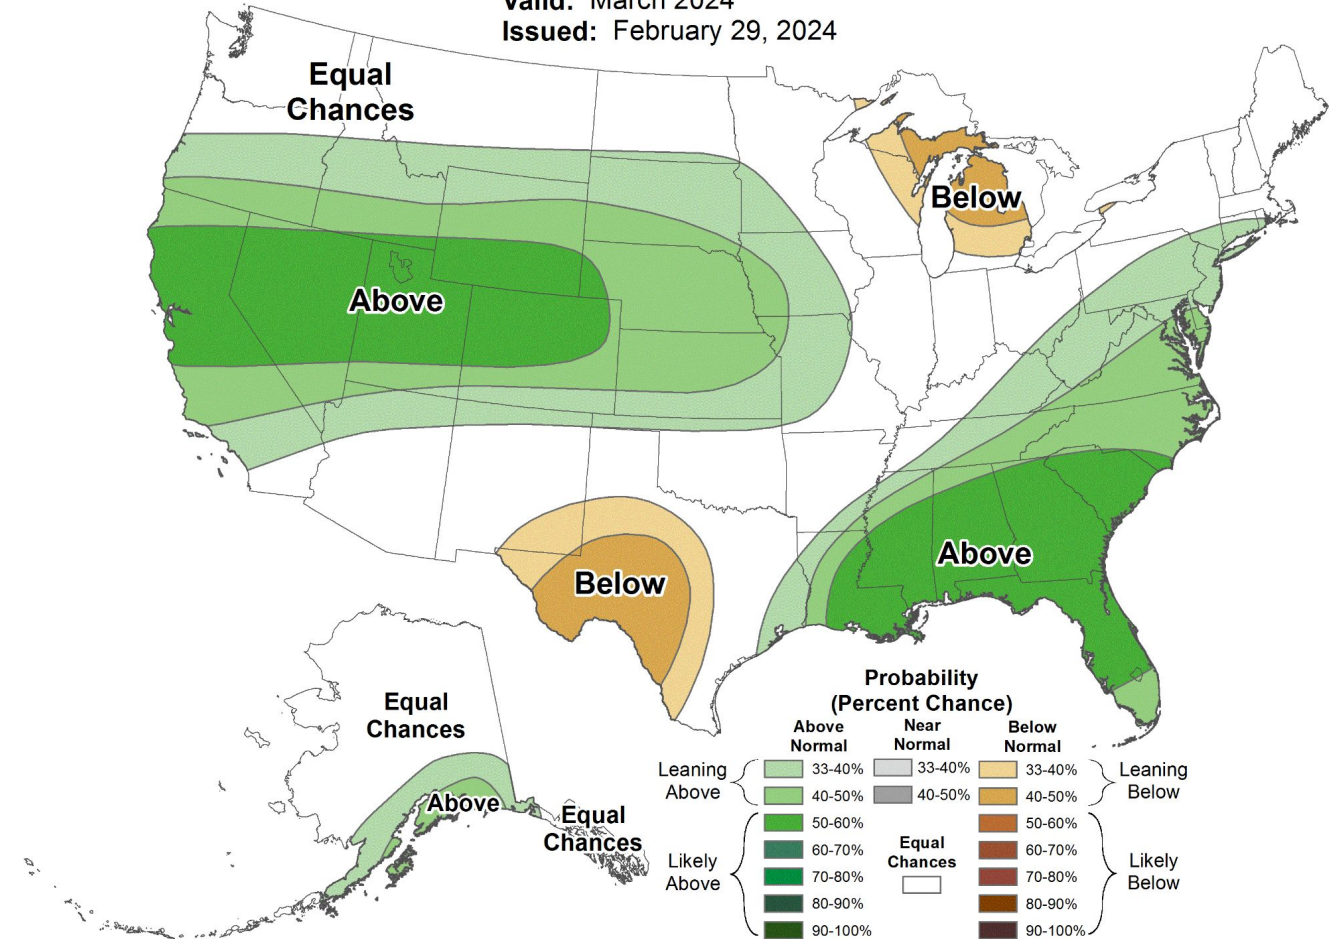 Valid: March 2024
Issued: February 29, 2024
Equal
Chances
Below
Above
Above
Below
Equal
Chances
Above
Equal
Chances
Probability
(Percent Chance)
Above
Normal
Near
Normal
Below
Normal
Leaning
Above
33-40%
33-40%
33-40%
Leaning
Below
40-50%
40-50%
40-50%
Likely
Above
50-60%
50-60%
60-70%
Equal
Chances
60-70%
70-80%
70-80%
80-90%
80-90%
90-100%
90-100%
Likely
Below